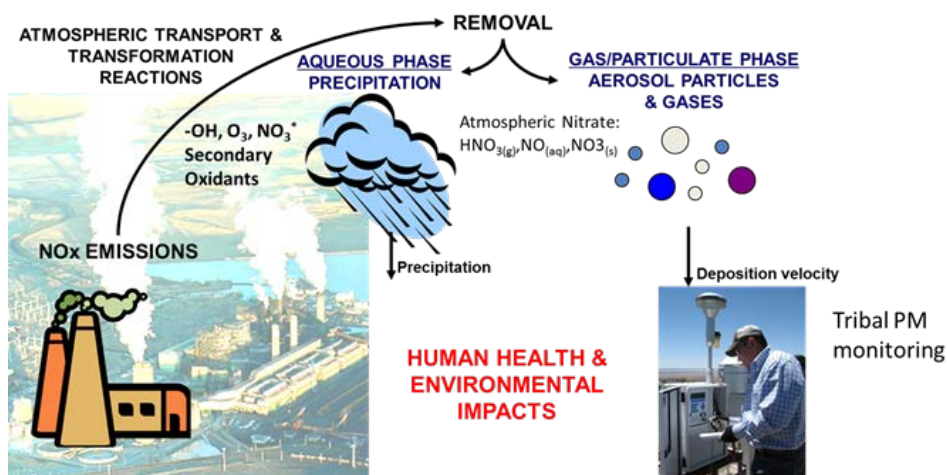 REMOVAL
ATMOSPHERIC TRANSPORT &
TRANSFORMATION
REACTIONS
AQUEOUS PHASE
PRECIPITATION
GAS/PARTICULATE PHASE
AEROSOL PARTICLES
& GASES
-OH, O₃, NO₃*
Secondary
Oxidants
Atmospheric Nitrate:
HNO₃₍g₎,NO₍aq₎,NO3₍s₎
NOx EMISSIONS
Precipitation
Deposition velocity
HUMAN HEALTH &
ENVIRONMENTAL
IMPACTS
Tribal PM
monitoring